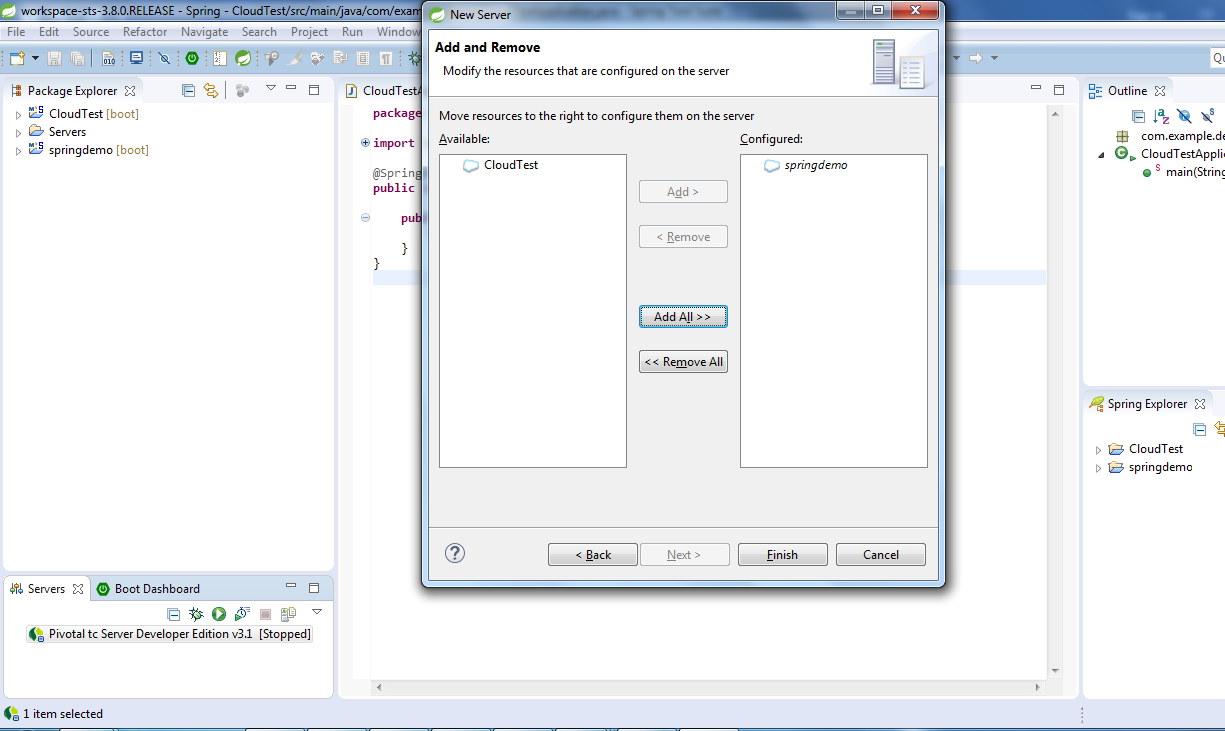 workspace-sts-3.8.0.RELEASE - Spring - CloudTest/src/main/java/com/exam
File Edit Source Refactor Navigate Search Project Run Window
Package Explorer
CloudTest [boot]
Servers
springdemo [boot]
CloudTestA
package
import
@Spring
public
pub
}
}
New Server
Add and Remove
Modify the resources that are configured on the server
Move resources to the right to configure them on the server
Available:
Configured:
CloudTest
springdemo
Add >
< Remove
Add All >>
<< Remove All
< Back
Next >
Finish
Cancel
Qu
Outline
com.example.de
CloudTestApplic
main(String
Spring Explorer
CloudTest
springdemo
Servers
Boot Dashboard
Pivotal tc Server Developer Edition v3.1 [Stopped]
1 item selected